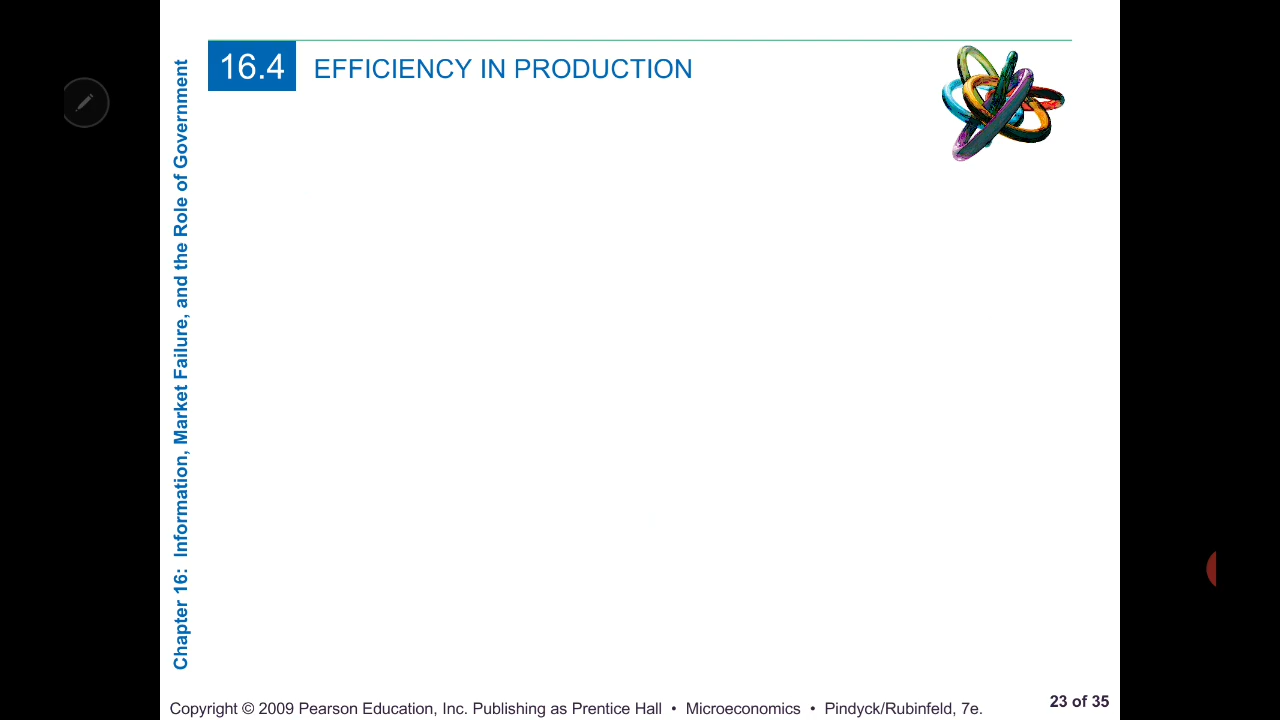 16.4 EFFICIENCY IN PRODUCTION
Chapter 16: Information, Market Failure, and the Role of Government
23 of 35
Copyright © 2009 Pearson Education, Inc. Publishing as Prentice Hall • Microeconomics • Pindyck/Rubinfeld, 7e.